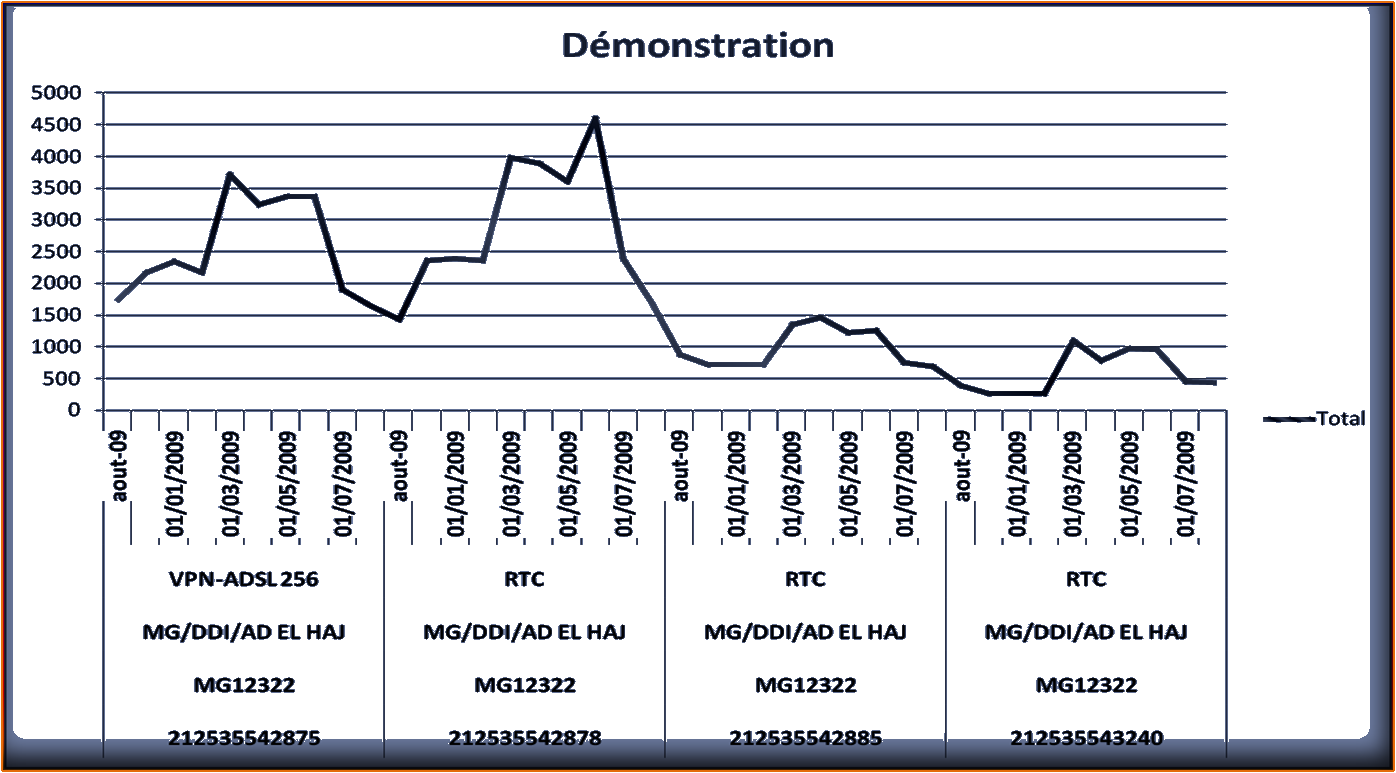 Démonstration
5000
4500
4000
3500
3000
2500
2000
1500
1000
500
0
Total
aout-09
01/01/2009
01/03/2009
01/05/2009
01/07/2009
aout-09
01/01/2009
01/03/2009
01/05/2009
01/07/2009
aout-09
01/01/2009
01/03/2009
01/05/2009
01/07/2009
aout-09
01/01/2009
01/03/2009
01/05/2009
01/07/2009
VPN-ADSL 256 RTC RTC RTC
MG/DDI/AD EL HAJ MG/DDI/AD EL HAJ MG/DDI/AD EL HAJ MG/DDI/AD EL HAJ
MG12322 MG12322 MG12322 MG12322
212535542875 212535542878 212535542885 212535543240